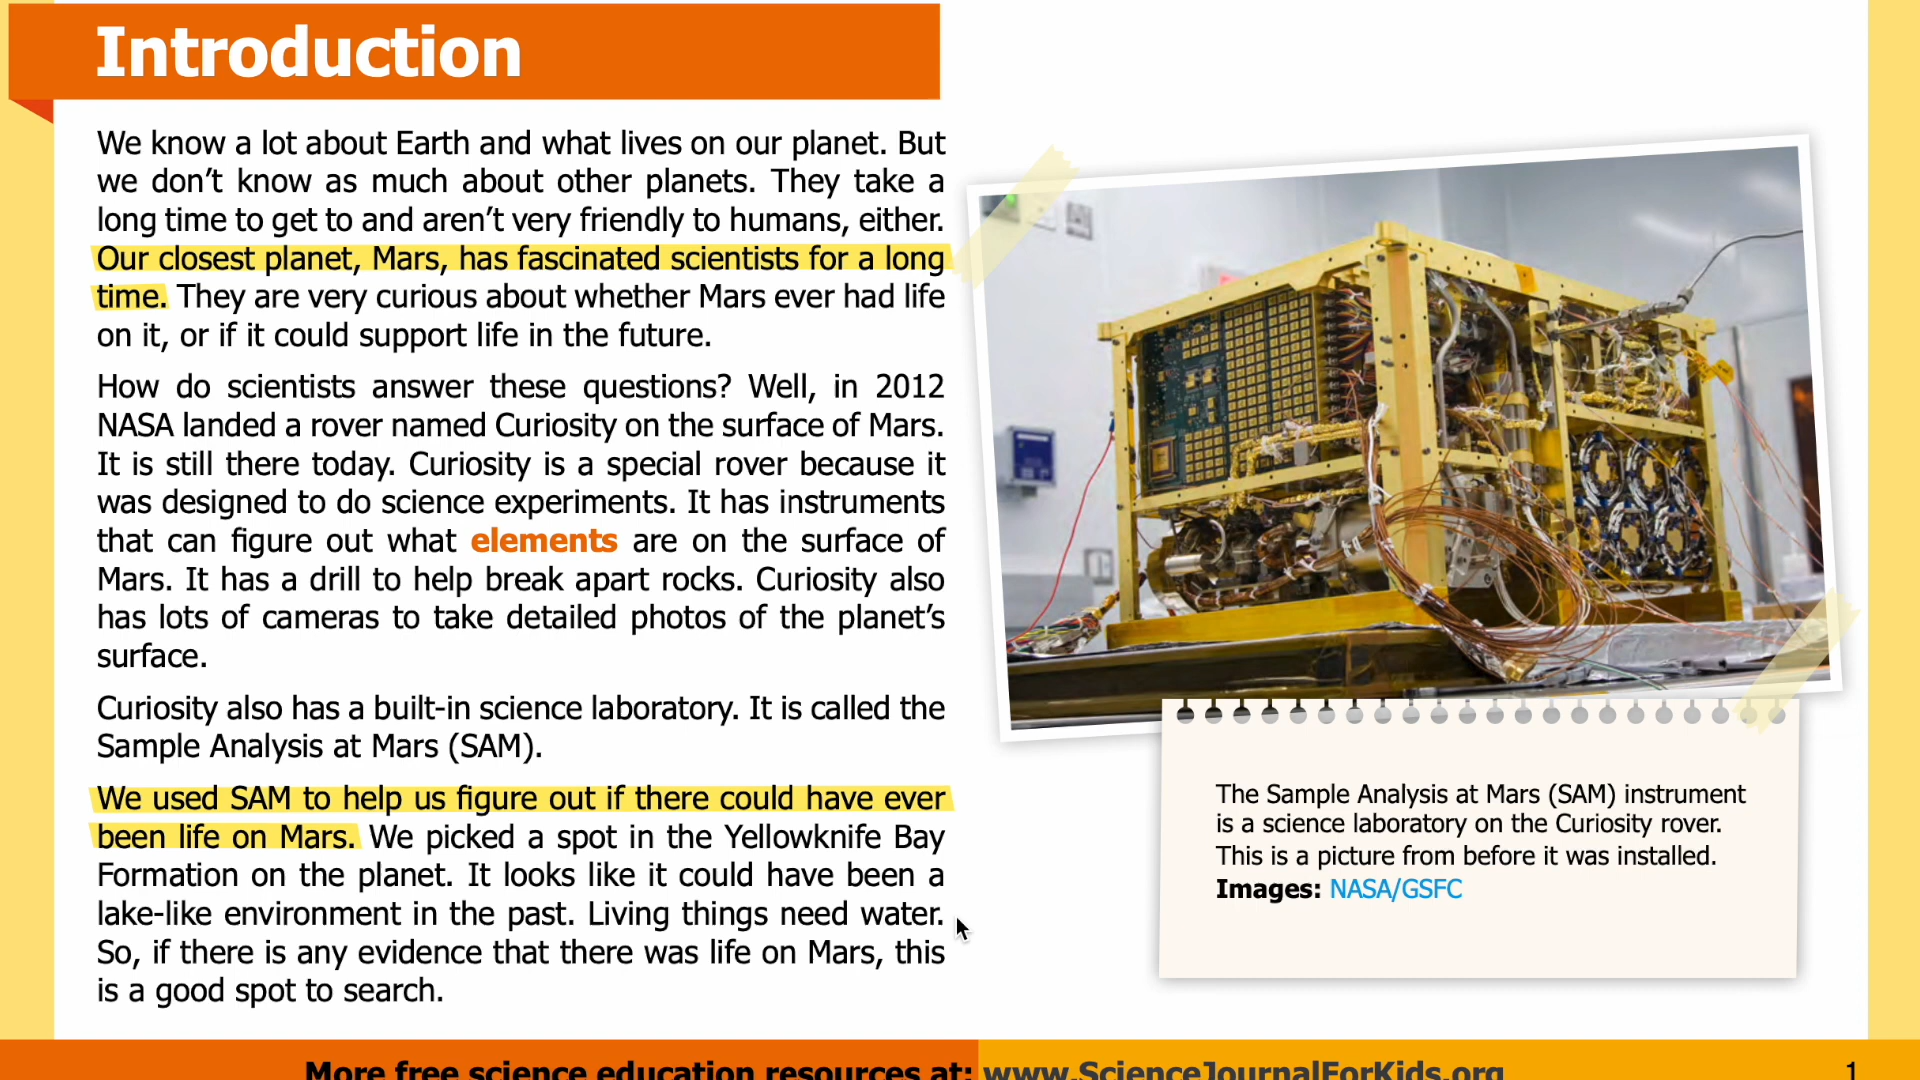 Introduction
We know a lot about Earth and what lives on our planet. But
we don’t know as much about other planets. They take a
long time to get to and aren’t very friendly to humans, either.
Our closest planet, Mars, has fascinated scientists for a long
time. They are very curious about whether Mars ever had life
on it, or if it could support life in the future.
How do scientists answer these questions? Well, in 2012
NASA landed a rover named Curiosity on the surface of Mars.
It is still there today. Curiosity is a special rover because it
was designed to do science experiments. It has instruments
that can figure out what elements are on the surface of
Mars. It has a drill to help break apart rocks. Curiosity also
has lots of cameras to take detailed photos of the planet’s
surface.
Curiosity also has a built-in science laboratory. It is called the
Sample Analysis at Mars (SAM).
We used SAM to help us figure out if there could have ever
been life on Mars. We picked a spot in the Yellowknife Bay
Formation on the planet. It looks like it could have been a
lake-like environment in the past. Living things need water.
So, if there is any evidence that there was life on Mars, this
is a good spot to search.
The Sample Analysis at Mars (SAM) instrument
is a science laboratory on the Curiosity rover.
This is a picture from before it was installed.
Images: NASA/GSFC
More free science education resources at: www.ScienceJournalForKids.org
1